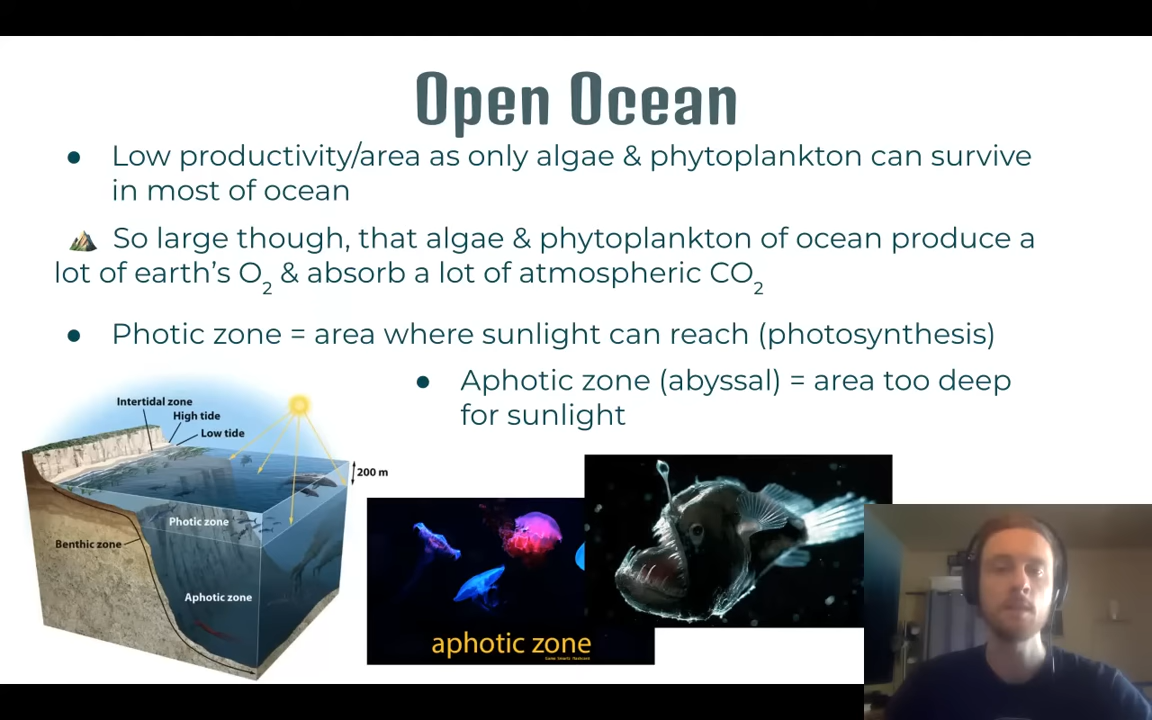 Open Ocean
● Low productivity/area as only algae & phytoplankton can survive
in most of ocean
So large though, that algae & phytoplankton of ocean produce a
lot of earth's O2 & absorb a lot of atmospheric CO2
● Photic zone = area where sunlight can reach (photosynthesis)
● Aphotic zone (abyssal) = area too deep
for sunlight
Intertidal zone
High tide
Low tide
200 m
Photic zone
Benthic zone
Aphotic zone
aphotic zone